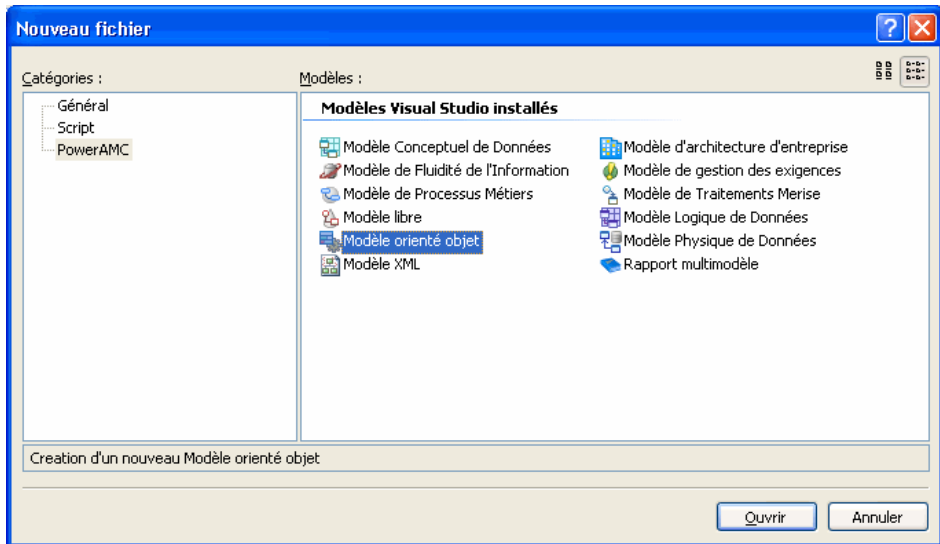 Nouveau fichier
Catégories :
Modèles :
Général
Script
PowerAMC
Modèles Visual Studio installés
Modèle Conceptuel de Données
Modèle d'architecture d'entreprise
Modèle de Fluidité de l'Information
Modèle de gestion des exigences
Modèle de Processus Métiers
Modèle de Traitements Merise
Modèle libre
Modèle Logique de Données
Modèle orienté objet
Modèle Physique de Données
Modèle XML
Rapport multimodèle
Creation d'un nouveau Modèle orienté objet
Ouvrir
Annuler